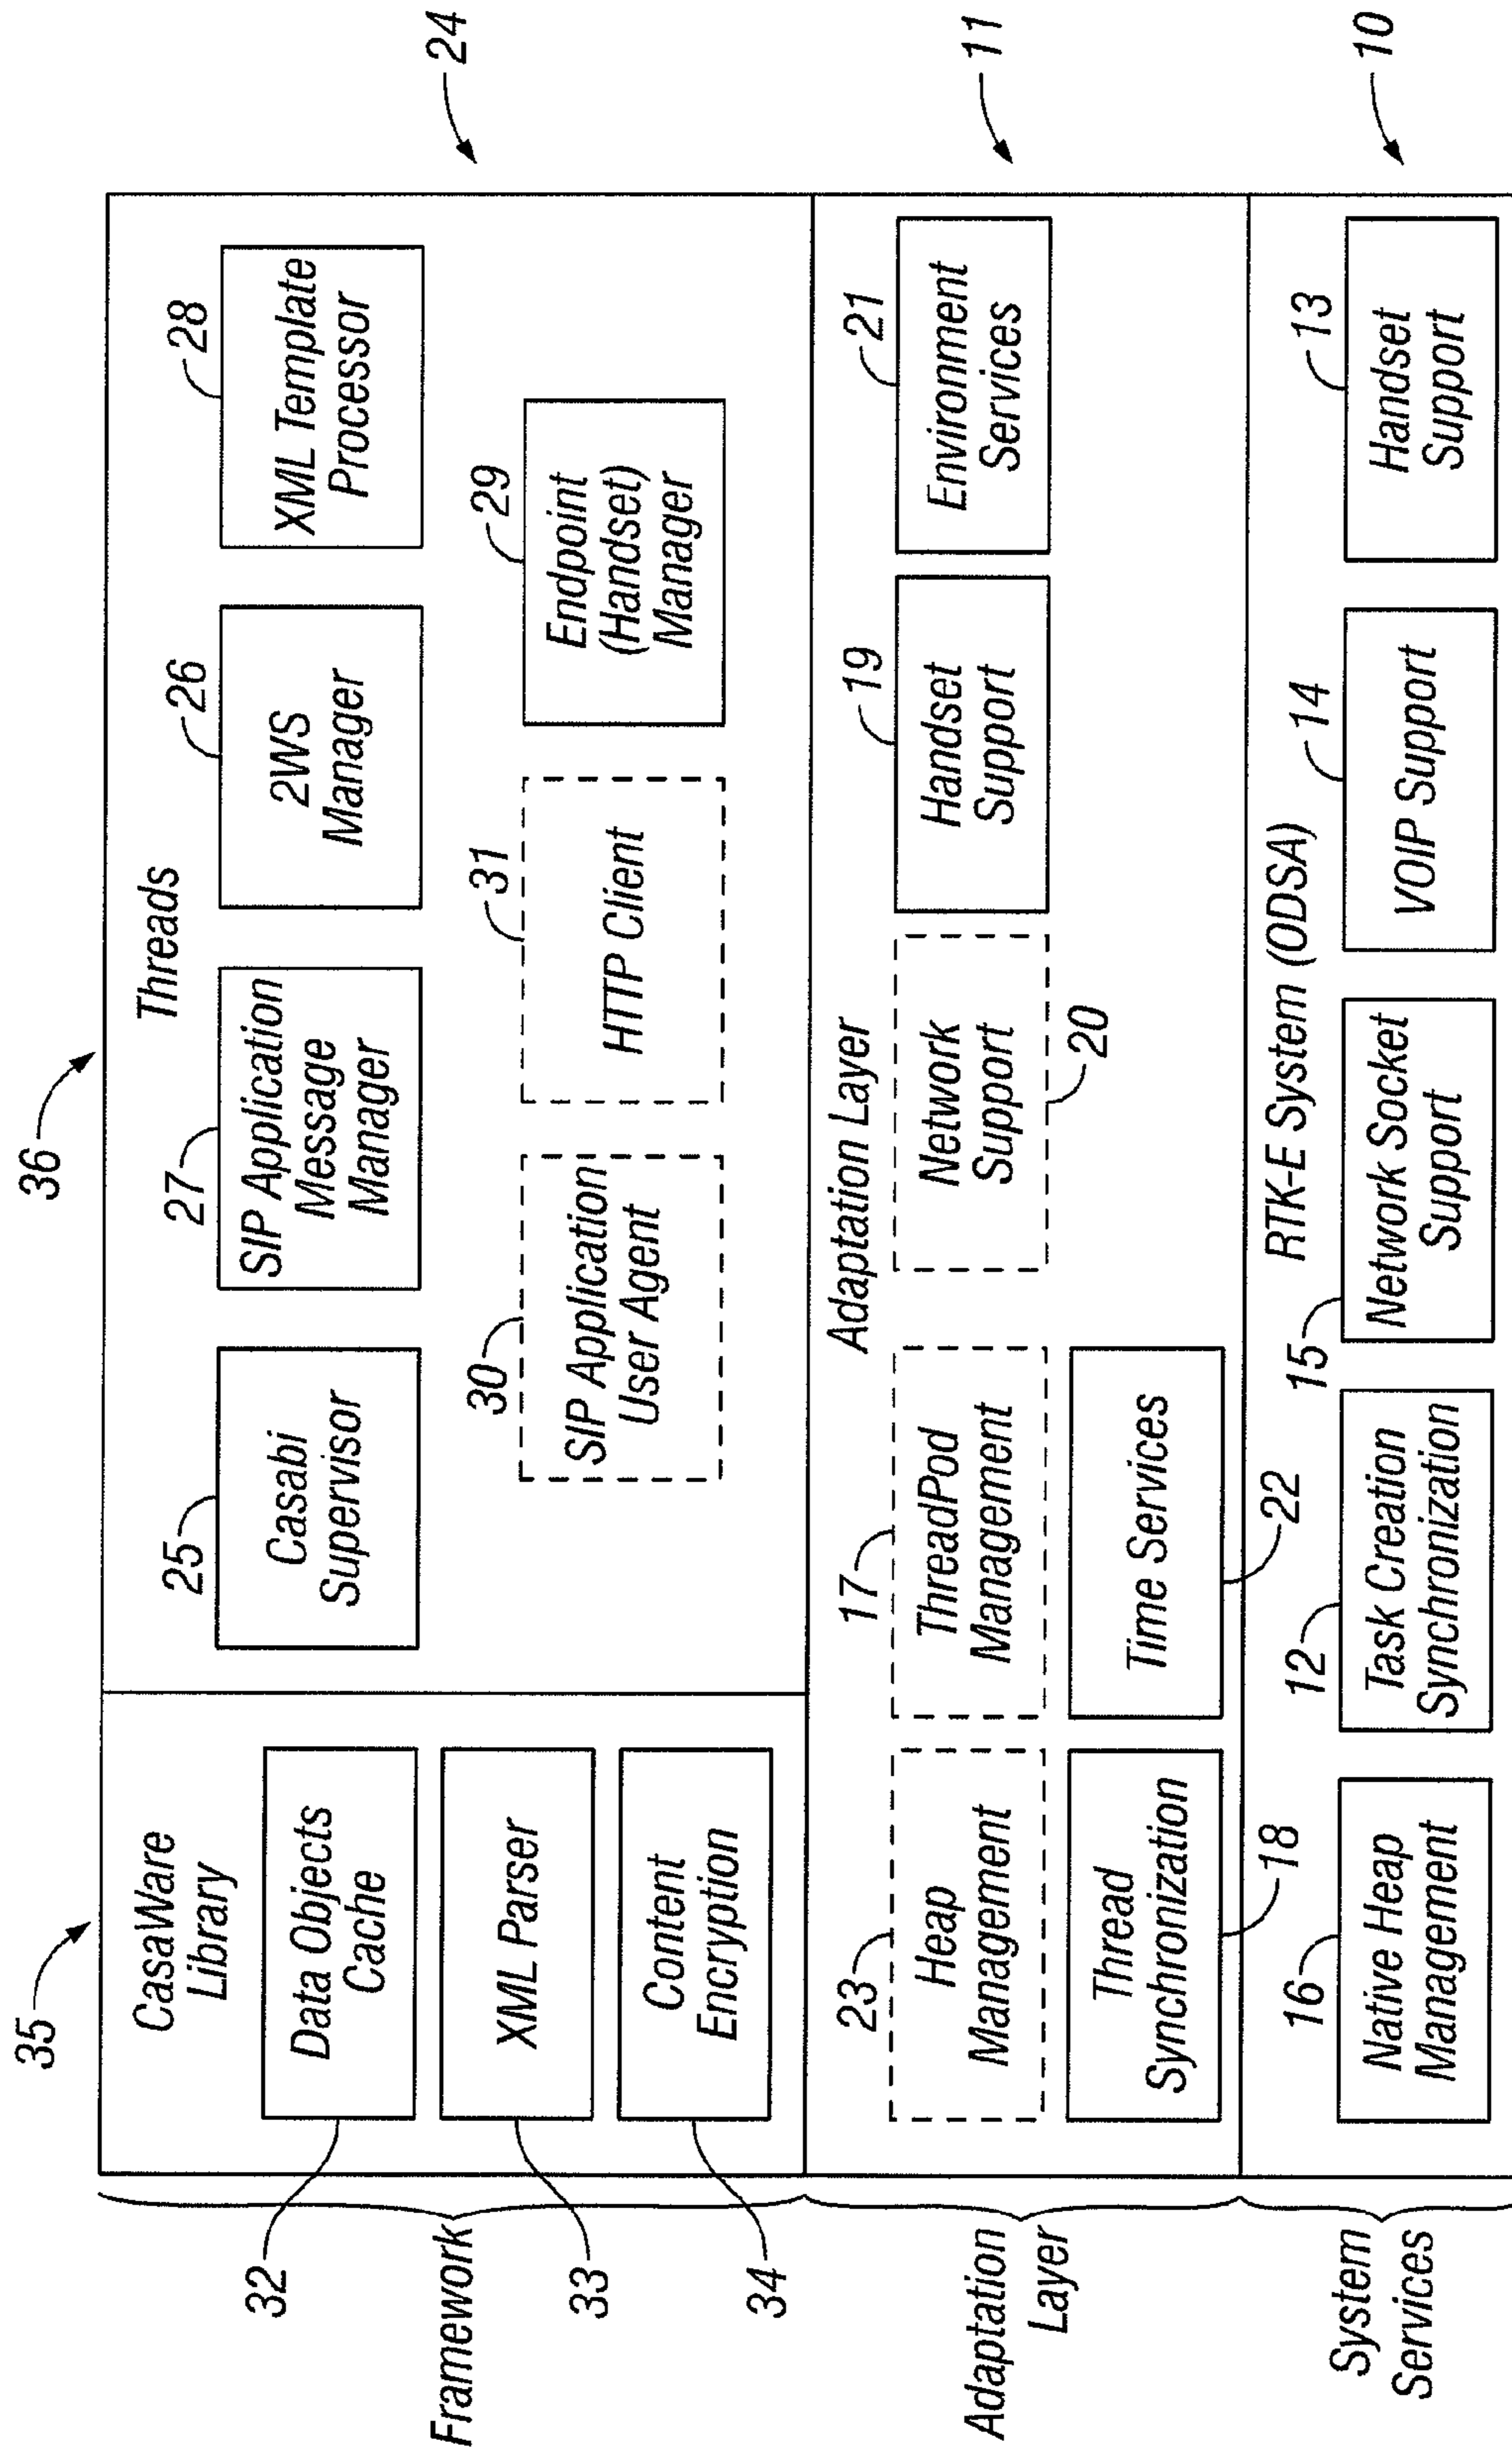 36
35
24
CasaWare
Library
Threads
25
Casabi
Supervisor
27
SIP Application
Message
Manager
26
2WS
Manager
28
XML Template
Processor
32
Data Objects
Cache
33
XML Parser
34
Content
Encryption
30
SIP Application
User Agent
31
HTTP Client
29
Endpoint
(Handset)
Manager
Framework
Adaptation Layer
11
23
Heap
Management
17
ThreadPod
Management
Network
Support
20
19
Handset
Support
21
Environment
Services
Thread
Synchronization
18
Time Services
22
Adaptation
Layer
RTK-E System (ODSA)
10
16
Native Heap
Management
12
Task Creation
Synchronization
15
Network Socket
Support
14
VOIP Support
13
Handset
Support
System
Services